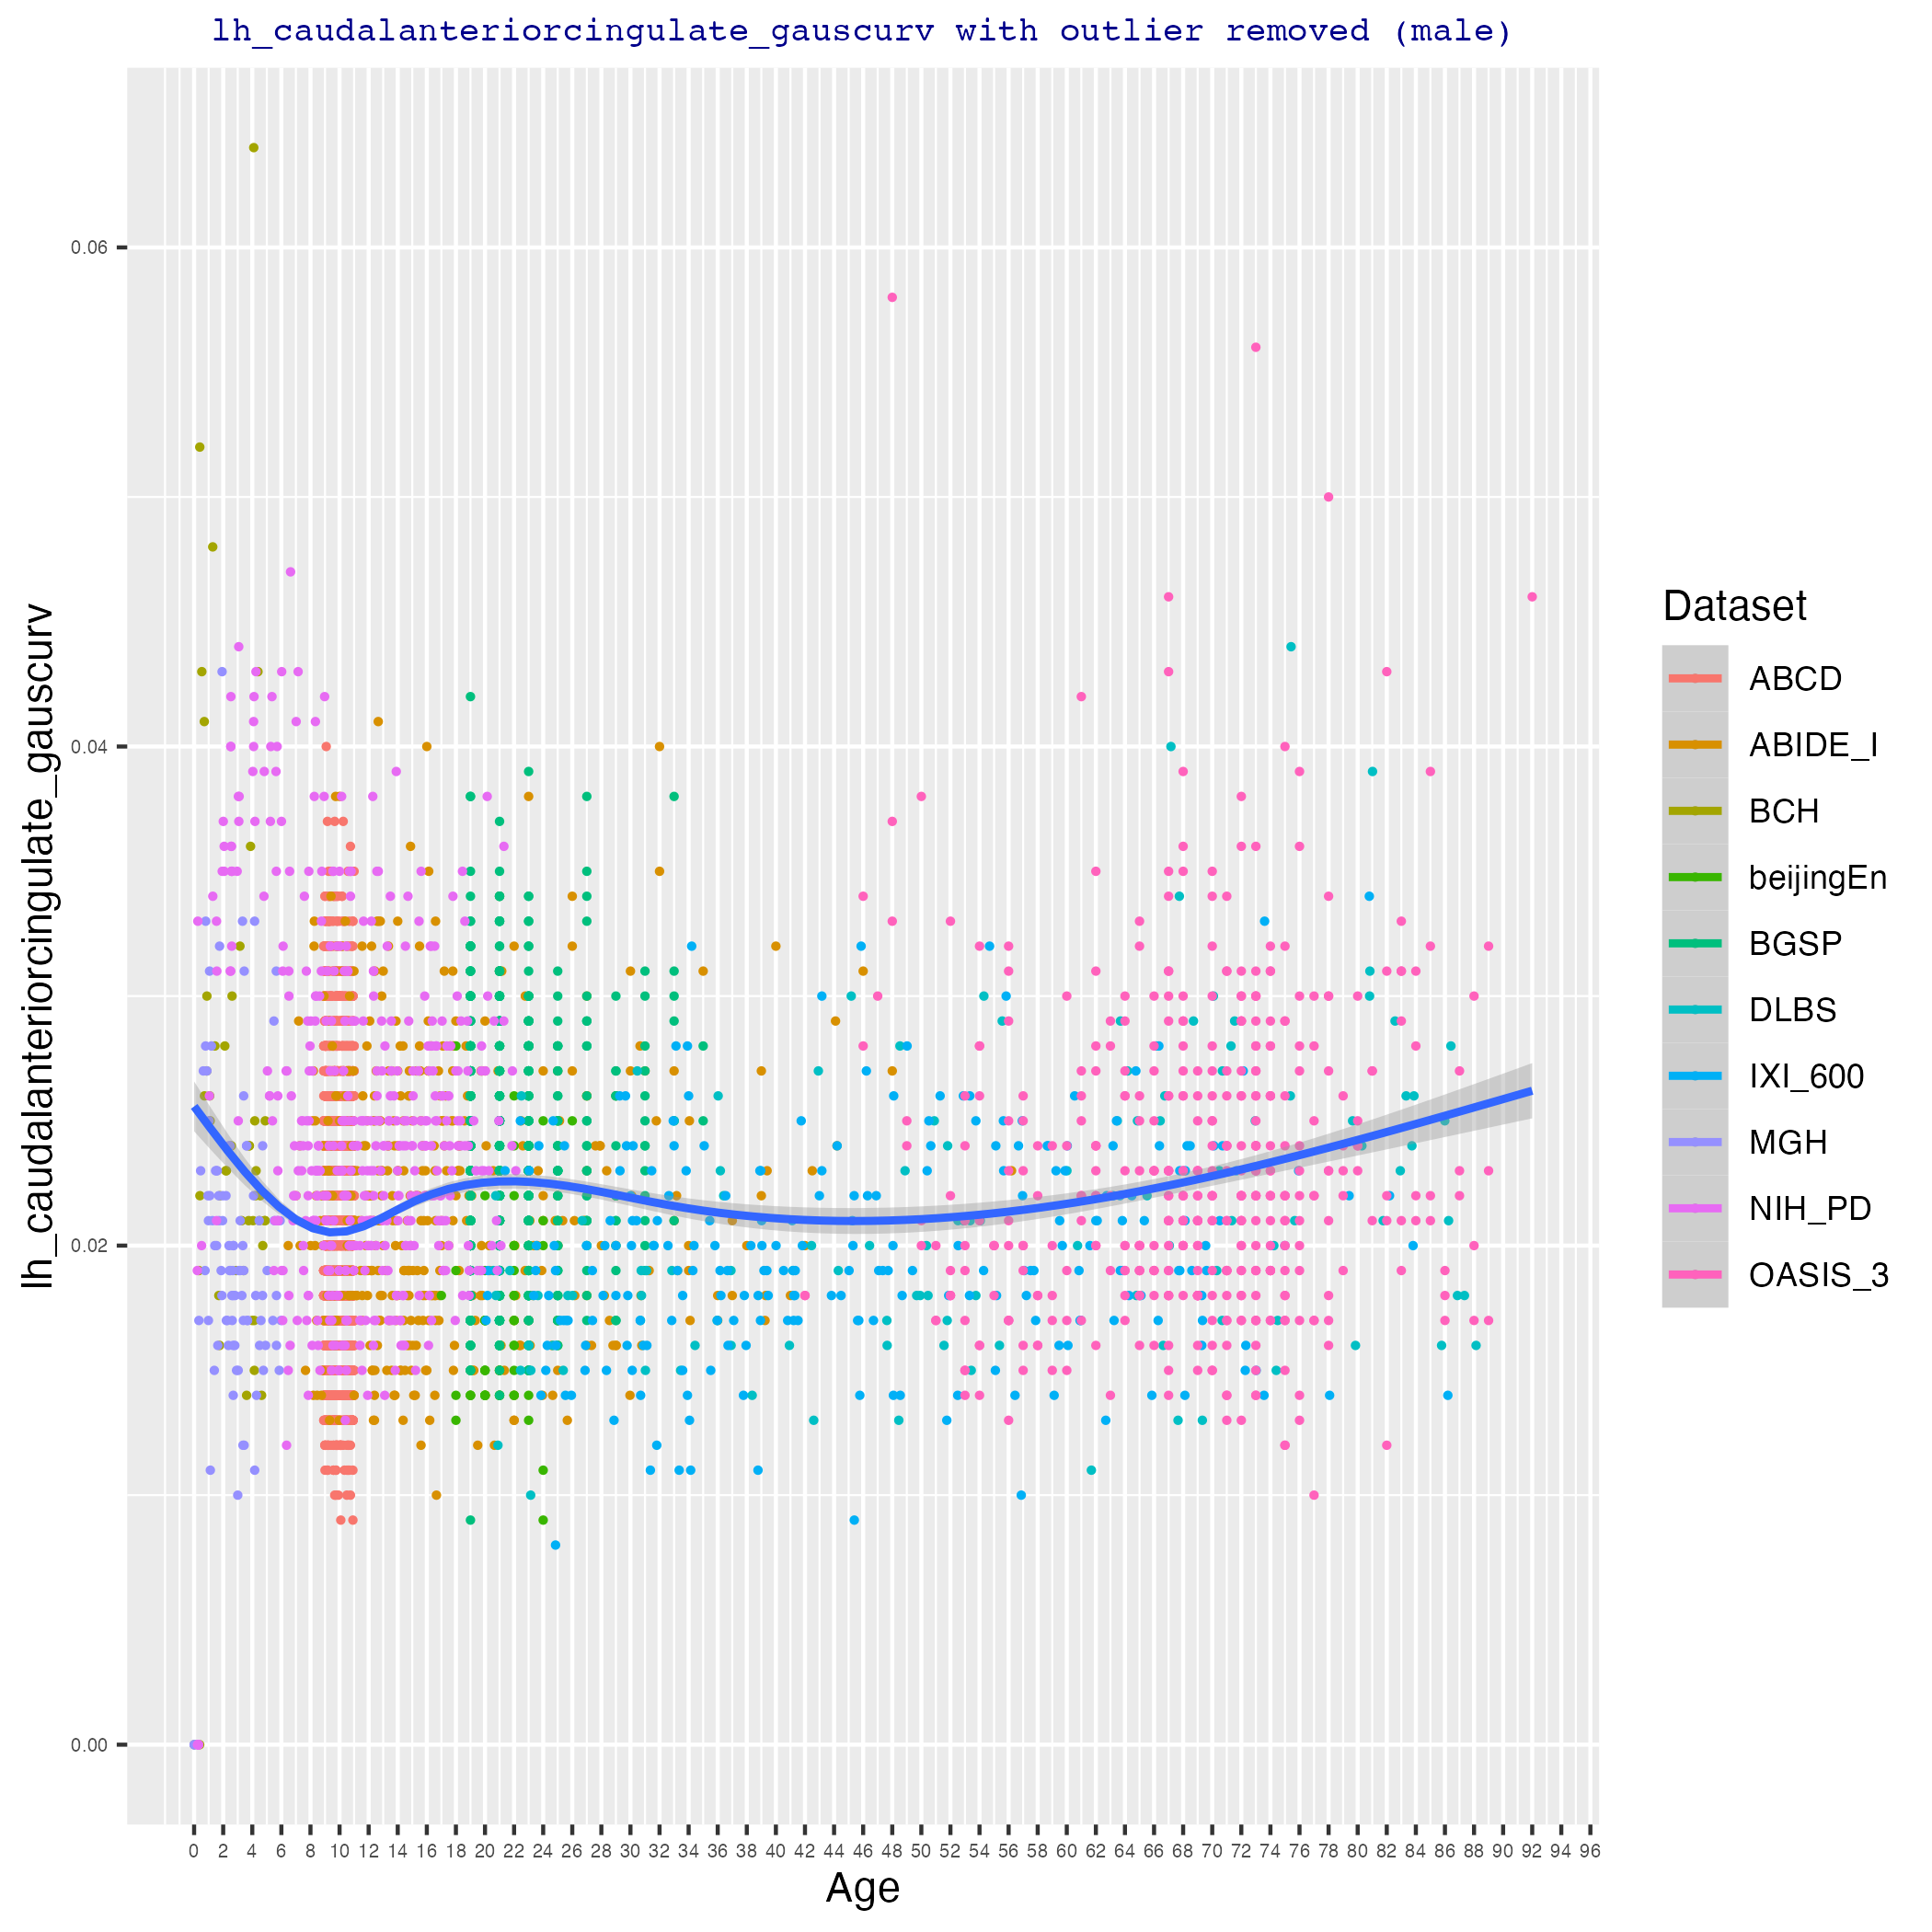 lh_caudalanteriorcingulate_gauscurv with outlier removed (male)
lh_caudalanteriorcingulate_gauscurv
0.06
0.04
0.02
0.00
0 2 4 6 8 10 12 14 16 18 20 22 24 26 28 30 32 34 36 38 40 42 44 46 48 50 52 54 56 58 60 62 64 66 68 70 72 74 76 78 80 82 84 86 88 90 92 94 96
Age
Dataset
ABCD
ABIDE_I
BCH
beijingEn
BGSP
DLBS
IXI_600
MGH
NIH_PD
OASIS_3